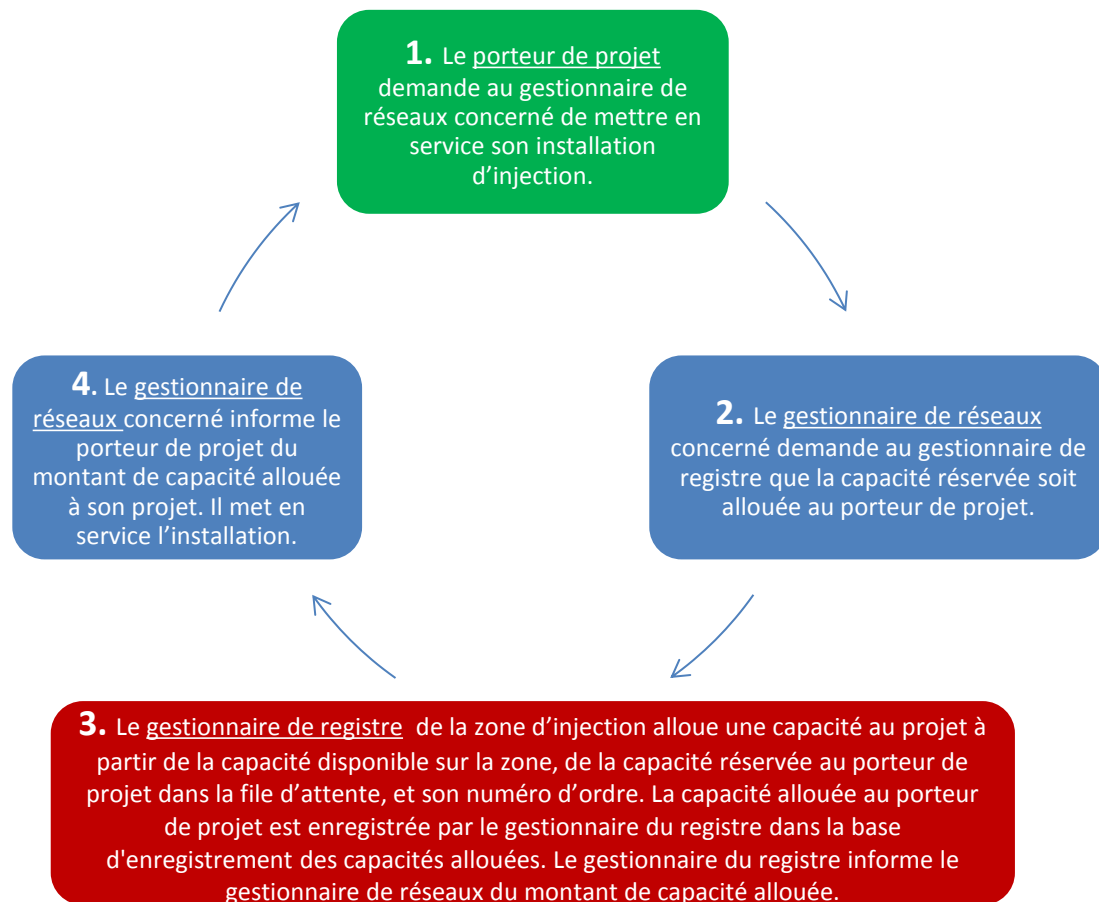 1. Le porteur de projet
demande au gestionnaire de
réseaux concerné de mettre en
service son installation
d’injection.
2. Le gestionnaire de réseaux
concerné demande au gestionnaire de
registre que la capacité réservée soit
allouée au porteur de projet.
3. Le gestionnaire de registre de la zone d’injection alloue une capacité au projet à
partir de la capacité disponible sur la zone, de la capacité réservée au porteur de
projet dans la file d’attente, et son numéro d’ordre. La capacité allouée au porteur
de projet est enregistrée par le gestionnaire du registre dans la base
d'enregistrement des capacités allouées. Le gestionnaire du registre informe le
gestionnaire de réseaux du montant de capacité allouée.
4. Le gestionnaire de
réseaux concerné informe le
porteur de projet du
montant de capacité allouée
à son projet. Il met en
service l’installation.